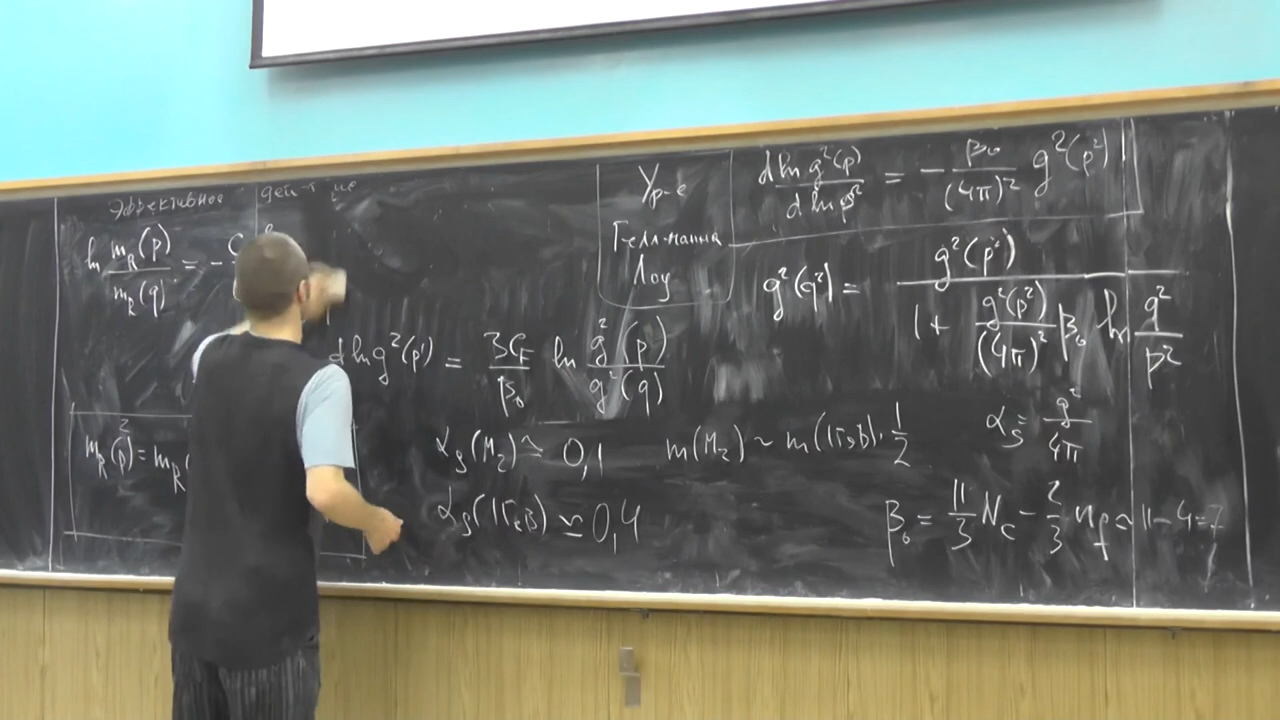 Эффективное дей-е
ln m_R(p)/m_R(q) = -
d ln g²(p') = 3C_F/β₀ ln g²(p)/g²(q)
m_R(p) = m_R
α_s(M_Z) ≃ 0,1
m(M_Z) ~ m(1ГэВ)·1/2
α_s(1ГэВ) ≃ 0,4
Ур-е
Гелл-манна
Лоу
d ln g²(p)/d ln p² = - β₀/(4π)² g²(p²)
g²(q²) = g²(p²)/(1 + g²(p²)/(4π)² β₀ ln q²/p²)
α_s = g²/4π
β₀ = 11/3 N_c - 2/3 n_f ≃ 11 - 4 = 7